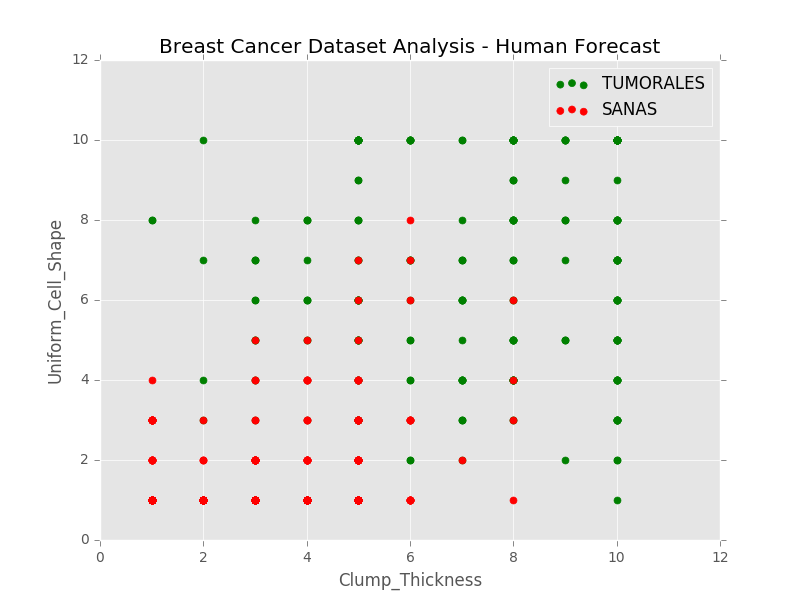 Breast Cancer Dataset Analysis - Human Forecast
TUMORALES
SANAS
12
10
8
6
4
2
0
Uniform_Cell_Shape
0 2 4 6 8 10 12
Clump_Thickness